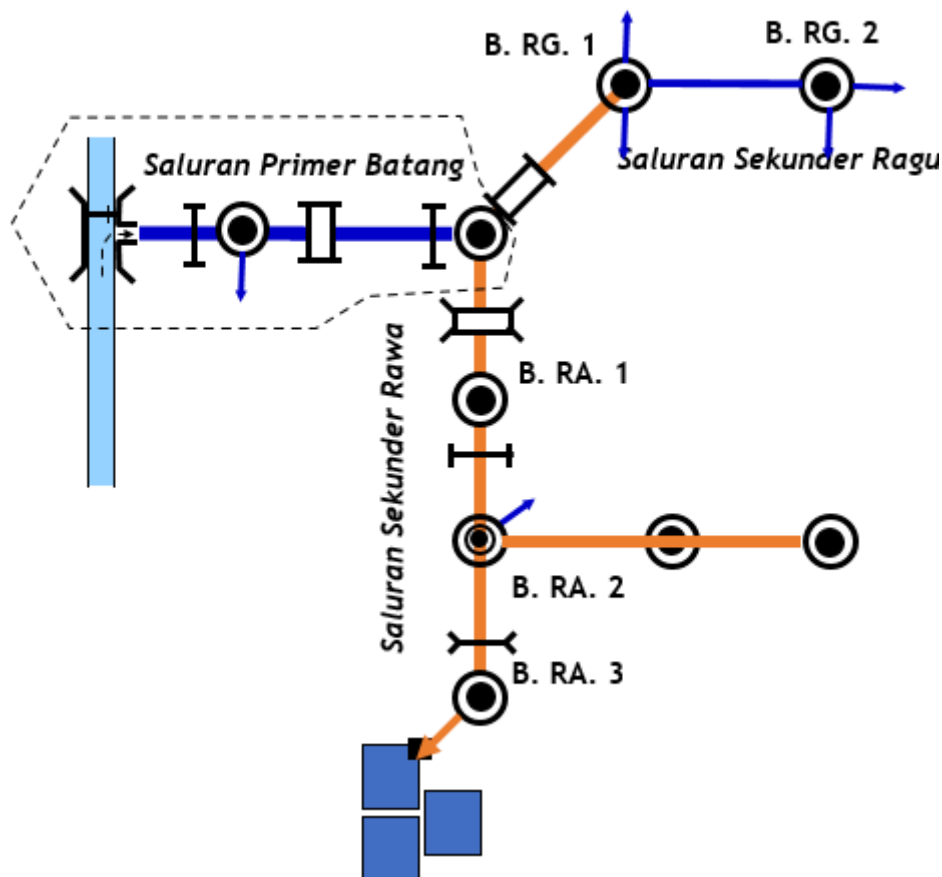 B. RG. 1
B. RG. 2
Saluran Primer Batang
Saluran Sekunder Ragu
B. RA. 1
Saluran Sekunder Rawa
B. RA. 2
B. RA. 3